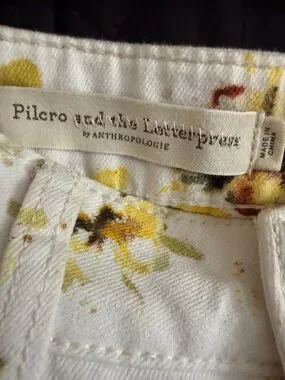 Pilcro and the Letterpress
by ANTHROPOLOGIE
MADE IN
CHINA